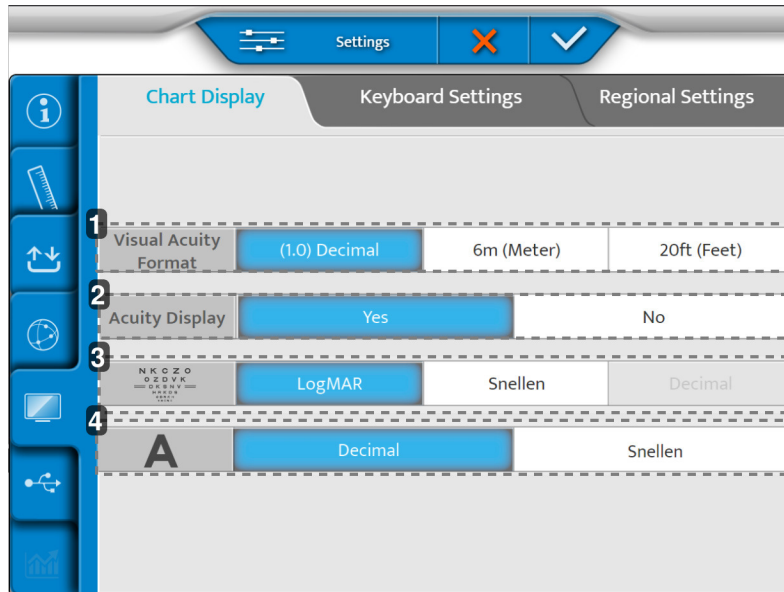 Settings
Chart Display
Keyboard Settings
Regional Settings
1
Visual Acuity
Format
(1.0) Decimal
6m (Meter)
20ft (Feet)
2
Acuity Display
Yes
No
3
N K C Z O
O Z D V K
LogMAR
Snellen
Decimal
4
A
Decimal
Snellen